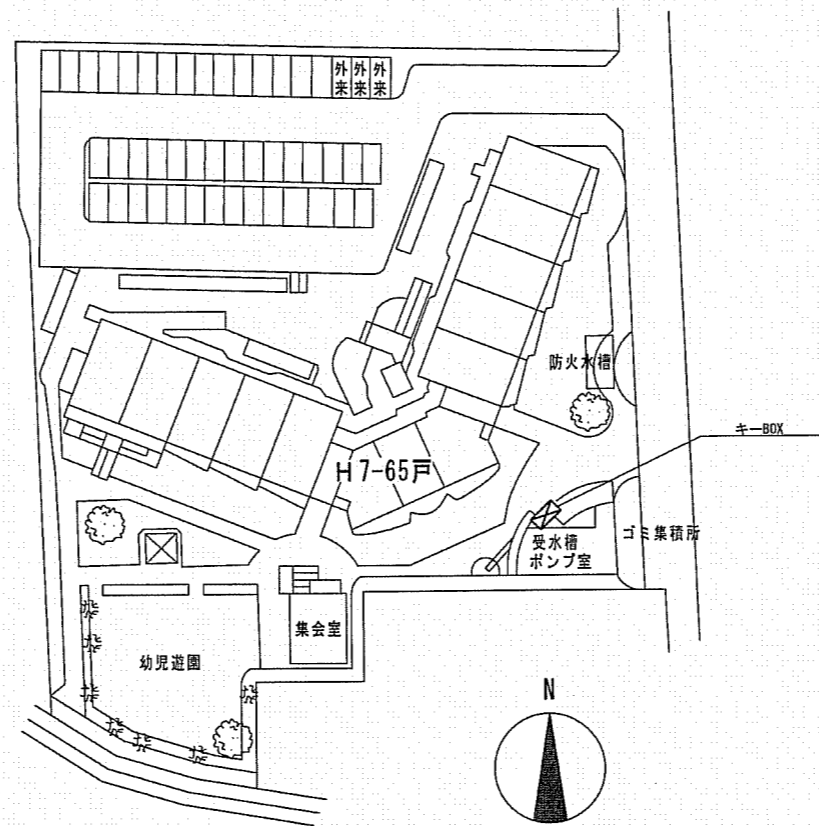 外来
外来
外来
防火水槽
キーBOX
H7-65戸
ゴミ集積所
受水槽
ポンプ室
集会室
幼児遊園
N